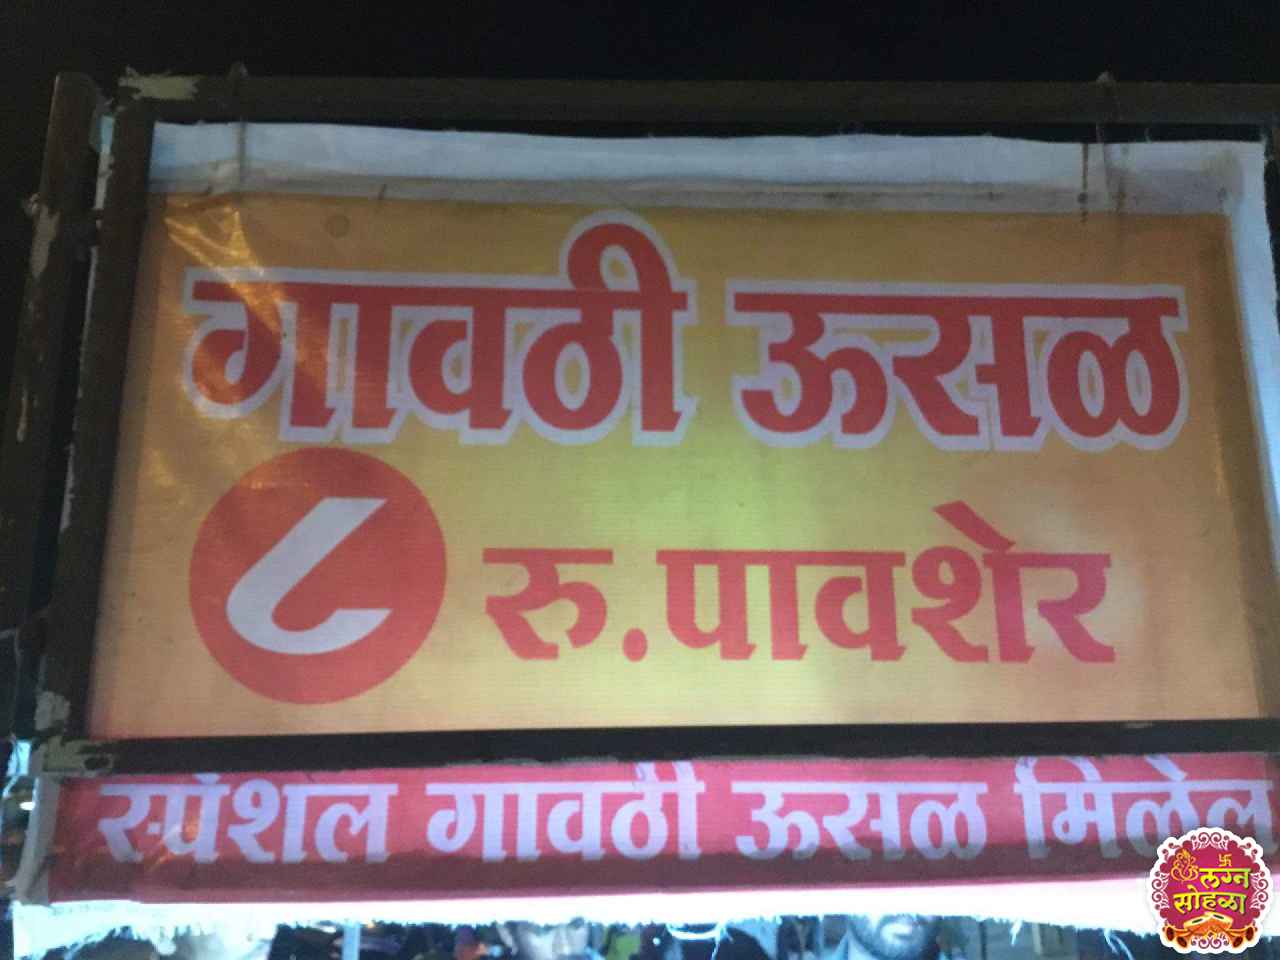 गावठी ऊसळ
८ रु.पावशेर
स्पेशल गावठी ऊसळ मिळेल
लग्न
सोहळा